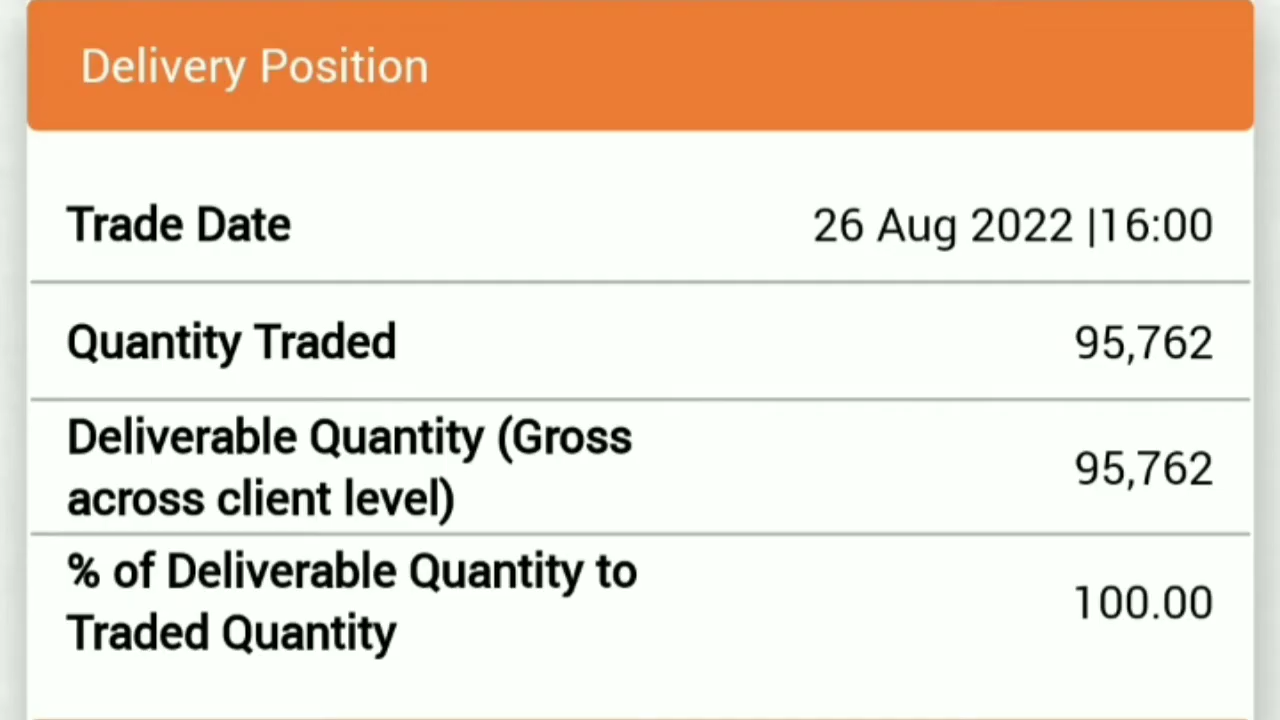 Delivery Position
Trade Date 26 Aug 2022 |16:00
Quantity Traded 95,762
Deliverable Quantity (Gross
across client level) 95,762
% of Deliverable Quantity to
Traded Quantity 100.00